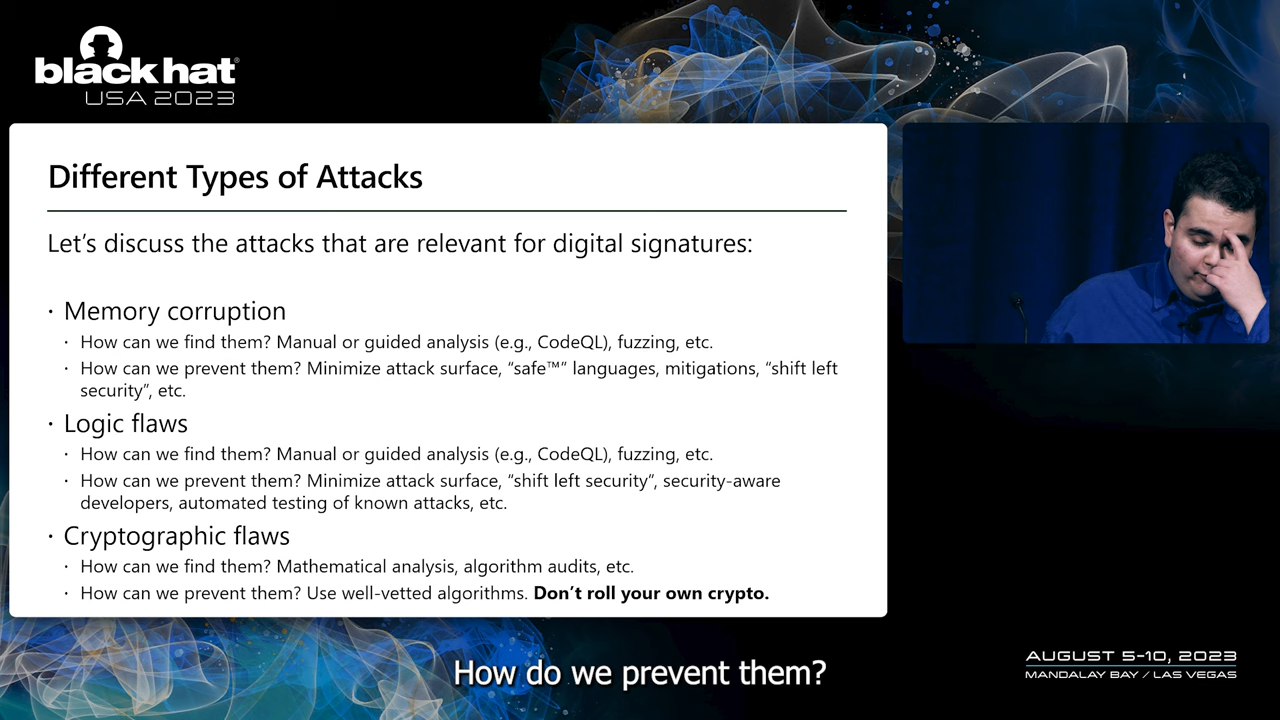 black hat®
USA 2023
Different Types of Attacks
Let's discuss the attacks that are relevant for digital signatures:
· Memory corruption
· How can we find them? Manual or guided analysis (e.g., CodeQL), fuzzing, etc.
· How can we prevent them? Minimize attack surface, “safe™” languages, mitigations, “shift left
security”, etc.
· Logic flaws
· How can we find them? Manual or guided analysis (e.g., CodeQL), fuzzing, etc.
· How can we prevent them? Minimize attack surface, “shift left security”, security-aware
developers, automated testing of known attacks, etc.
· Cryptographic flaws
· How can we find them? Mathematical analysis, algorithm audits, etc.
· How can we prevent them? Use well-vetted algorithms. Don't roll your own crypto.
How do we prevent them?
AUGUST 5-10, 2023
MANDALAY BAY / LAS VEGAS